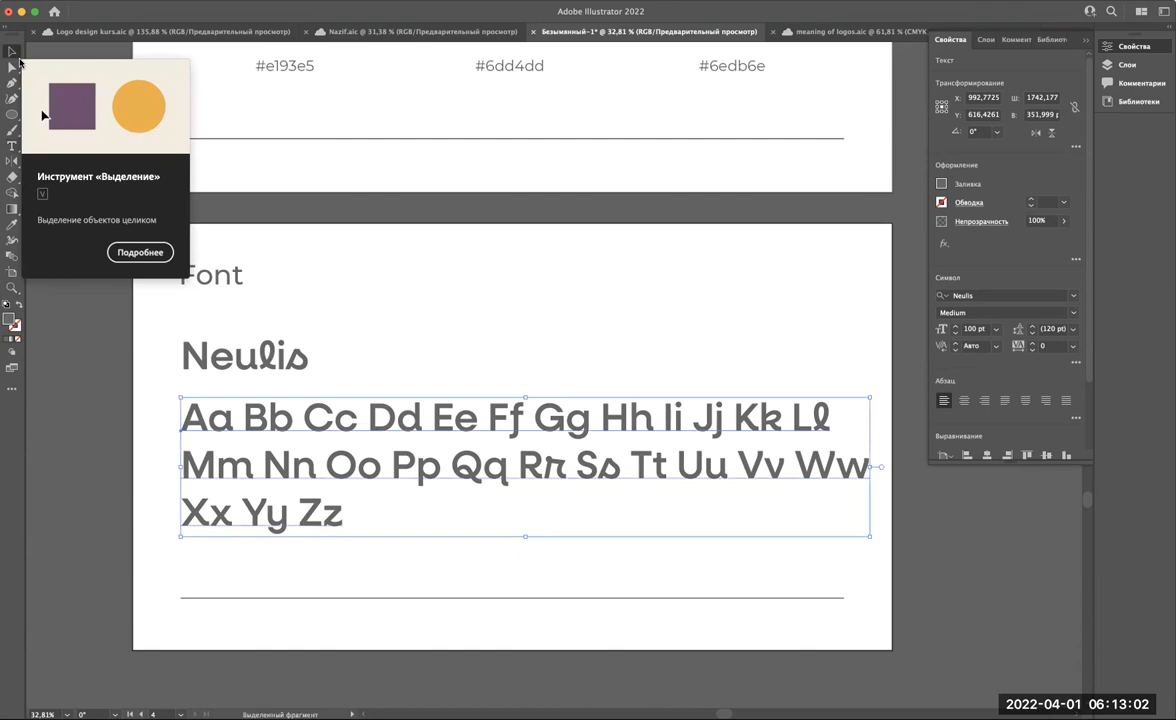 Adobe Illustrator 2022
Logo design kurs.aic @ 135,88 % (RGB/Предварительный просмотр)
Nazif.aic @ 31,38 % (RGB/Предварительный просмотр)
Безымянный-1* @ 32,81 % (RGB/Предварительный просмотр)
meaning of logos.aic @ 61,81 % (CMYK
Свойства
Слои
Коммент
Библиот
Свойства
Слои
Комментарии
Библиотеки
Текст
Трансформирование
X: 992,7725
Ш: 1742,177
Y: 616,4261
В: 351,999 p
0°
Оформление
Заливка
Обводка
Непрозрачность
100%
fx.
Символ
Neulis
Medium
100 pt
(120 pt)
Авто
0
Абзац
Выравнивание
#e193e5
#6dd4dd
#6edb6e
Инструмент «Выделение»
V
Выделение объектов целиком
Подробнее
Font
Neulis
Aa Bb Cc Dd Ee Ff Gg Hh Ii Jj Kk Ll
Mm Nn Oo Pp Qq Rr Ss Tt Uu Vv Ww
Xx Yy Zz
32,81%
0°
4
Выделенный фрагмент
2022-04-01 06:13:02